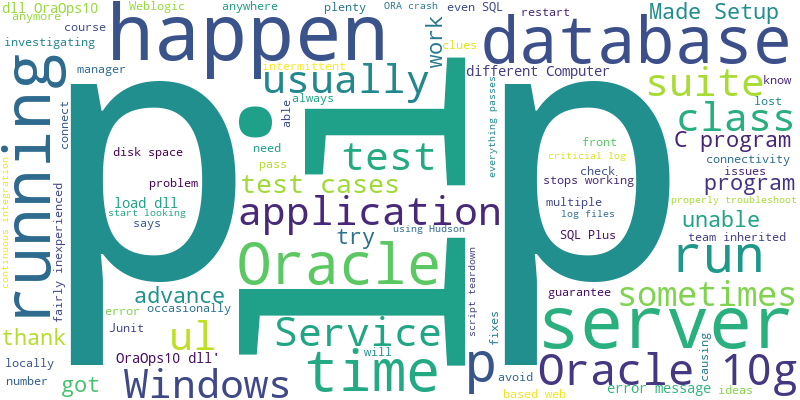 dll OraOps10
Weblogic
anywhere
plenty
ORA crash
even SQL
restart
Made Setup
anymore
course
happen
work
database
investigating
manager
intermittent
clues
different Computer
running
usually
always
suite
know
connect
p
i
I
p
able
everything passes
lost
class
need
pass
test
front
C program
disk space
criticial log
connectivity
issues
continuous integration
fairly inexperienced
problem
test cases
check
stops working
program
properly troubleshoot
load dll
start looking
says
application
multiple
log files
unable
try
using Hudson
SQL Plus
team inherited
Oracle
I
script teardown
run
advance
occasionally
guarantee
sometimes
error
Junit
Service
fixes
server
thank
ul
OraOps10 dll'
will
time
p
Oracle 10g
causing
locally
number
got
Windows
avoid
based web
error message
ideas